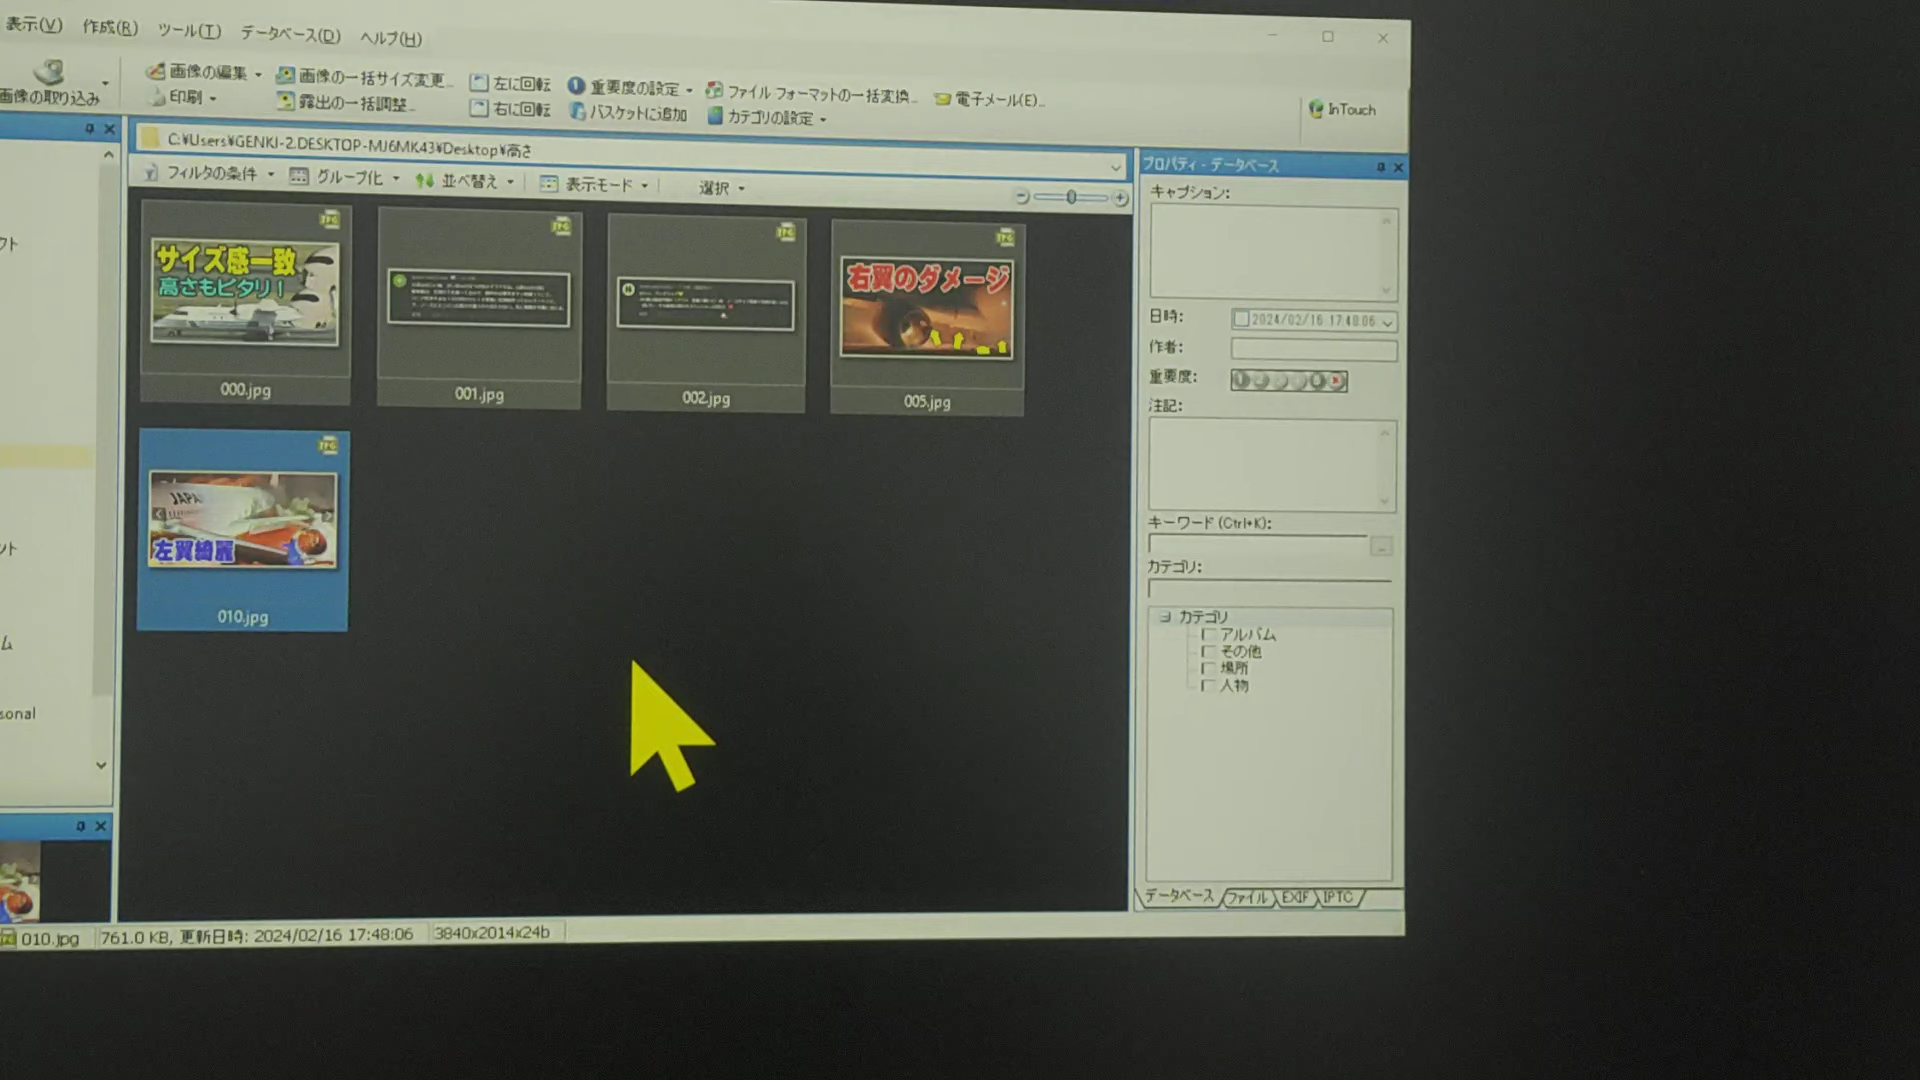 表示(V) 作成(R) ツール(T) データベース(D) ヘルプ(H)
画像の取り込み
画像の編集
印刷
画像の一括サイズ変更...
露出の一括調整...
左に回転
右に回転
重要度の設定
バスケットに追加
ファイル フォーマットの一括変換...
カテゴリの設定
電子メール(E)...
InTouch
C:¥Users¥GENKI-2.DESKTOP-MJ6MK43¥Desktop¥高さ
フィルタの条件 グループ化 並べ替え 表示モード 選択
サイズ感一致
高さもピタリ！
000.jpg
001.jpg
002.jpg
右翼のダメージ
005.jpg
JAPA
左翼綺麗
010.jpg
JPG
JPG
JPG
JPG
JPG
クト
ント
ム
sonal
プロパティ - データベース
キャプション:
日時: 2024/02/16 17:48:06
作者:
重要度:
注記:
キーワード (Ctrl+K):
...
カテゴリ:
カテゴリ
アルバム
その他
場所
人物
データベース ファイル EXIF IPTC
010.jpg 761.0 KB, 更新日時: 2024/02/16 17:48:06 3840x2014x24b